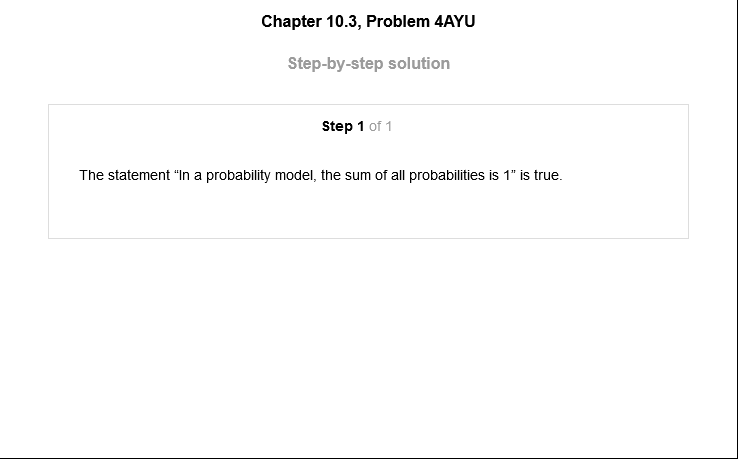 Chapter 10.3, Problem 4AYU
Step-by-step solution
Step 1 of 1
The statement “In a probability model, the sum of all probabilities is 1” is true.